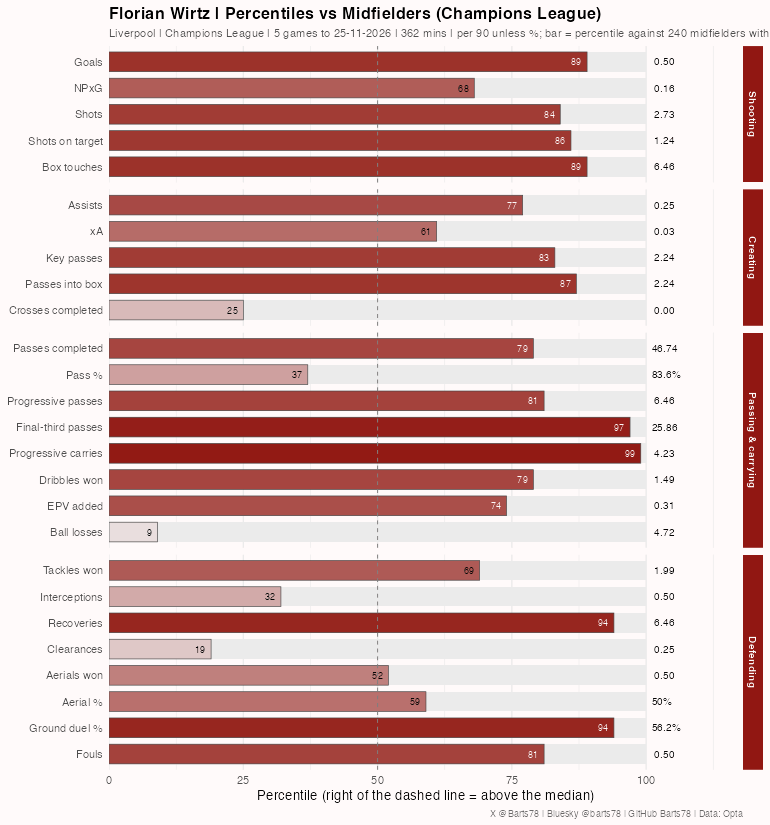 Florian Wirtz | Percentiles vs Midfielders (Champions League)
Liverpool | Champions League | 5 games to 25-11-2026 | 362 mins | per 90 unless %; bar = percentile against 240 midfielders with
Shooting
Goals 89 0.50
NPxG 68 0.16
Shots 84 2.73
Shots on target 86 1.24
Box touches 89 6.46
Creating
Assists 77 0.25
xA 61 0.03
Key passes 83 2.24
Passes into box 87 2.24
Crosses completed 25 0.00
Passing & carrying
Passes completed 79 46.74
Pass % 37 83.6%
Progressive passes 81 6.46
Final-third passes 97 25.86
Progressive carries 99 4.23
Dribbles won 79 1.49
EPV added 74 0.31
Ball losses 9 4.72
Defending
Tackles won 69 1.99
Interceptions 32 0.50
Recoveries 94 6.46
Clearances 19 0.25
Aerials won 52 0.50
Aerial % 59 50%
Ground duel % 94 56.2%
Fouls 81 0.50
0 25 50 75 100
Percentile (right of the dashed line = above the median)
X @Barts78 | Bluesky @barts78 | GitHub Barts78 | Data: Opta